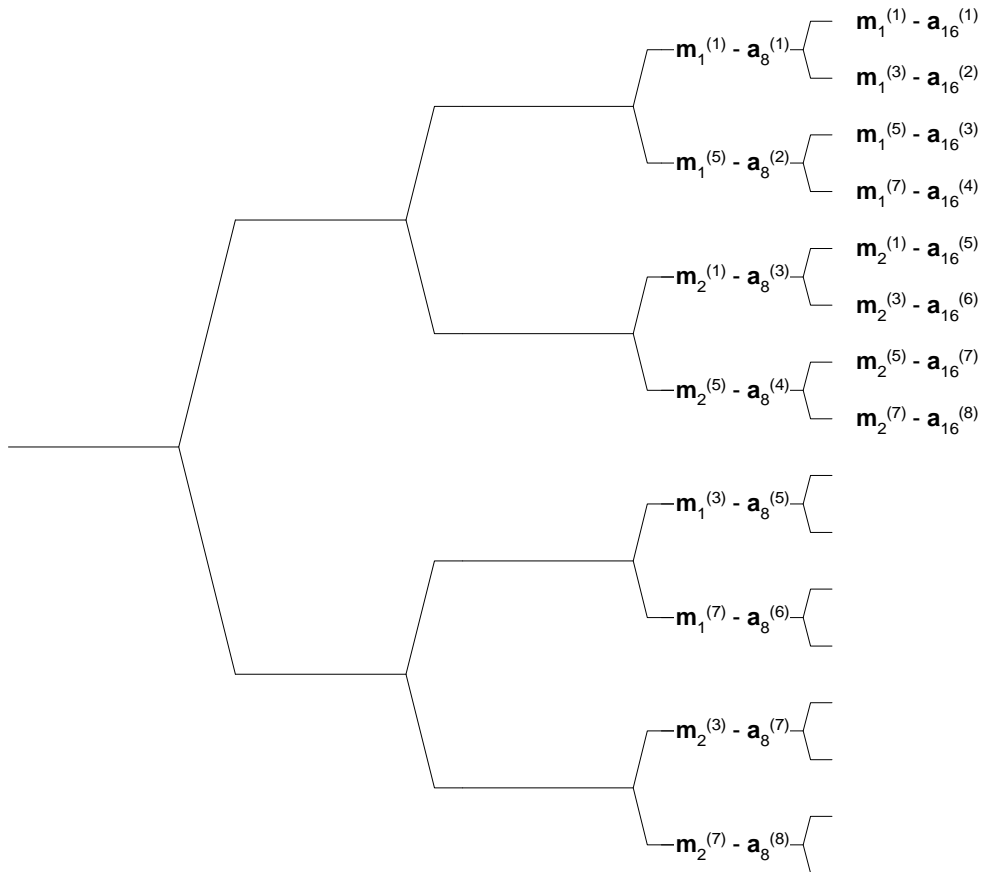 m₁⁽¹⁾ - a₁₆⁽¹⁾
m₁⁽¹⁾ - a₈⁽¹⁾
m₁⁽³⁾ - a₁₆⁽²⁾
m₁⁽⁵⁾ - a₁₆⁽³⁾
m₁⁽⁵⁾ - a₈⁽²⁾
m₁⁽⁷⁾ - a₁₆⁽⁴⁾
m₂⁽¹⁾ - a₁₆⁽⁵⁾
m₂⁽¹⁾ - a₈⁽³⁾
m₂⁽³⁾ - a₁₆⁽⁶⁾
m₂⁽⁵⁾ - a₁₆⁽⁷⁾
m₂⁽⁵⁾ - a₈⁽⁴⁾
m₂⁽⁷⁾ - a₁₆⁽⁸⁾
m₁⁽³⁾ - a₈⁽⁵⁾
m₁⁽⁷⁾ - a₈⁽⁶⁾
m₂⁽³⁾ - a₈⁽⁷⁾
m₂⁽⁷⁾ - a₈⁽⁸⁾